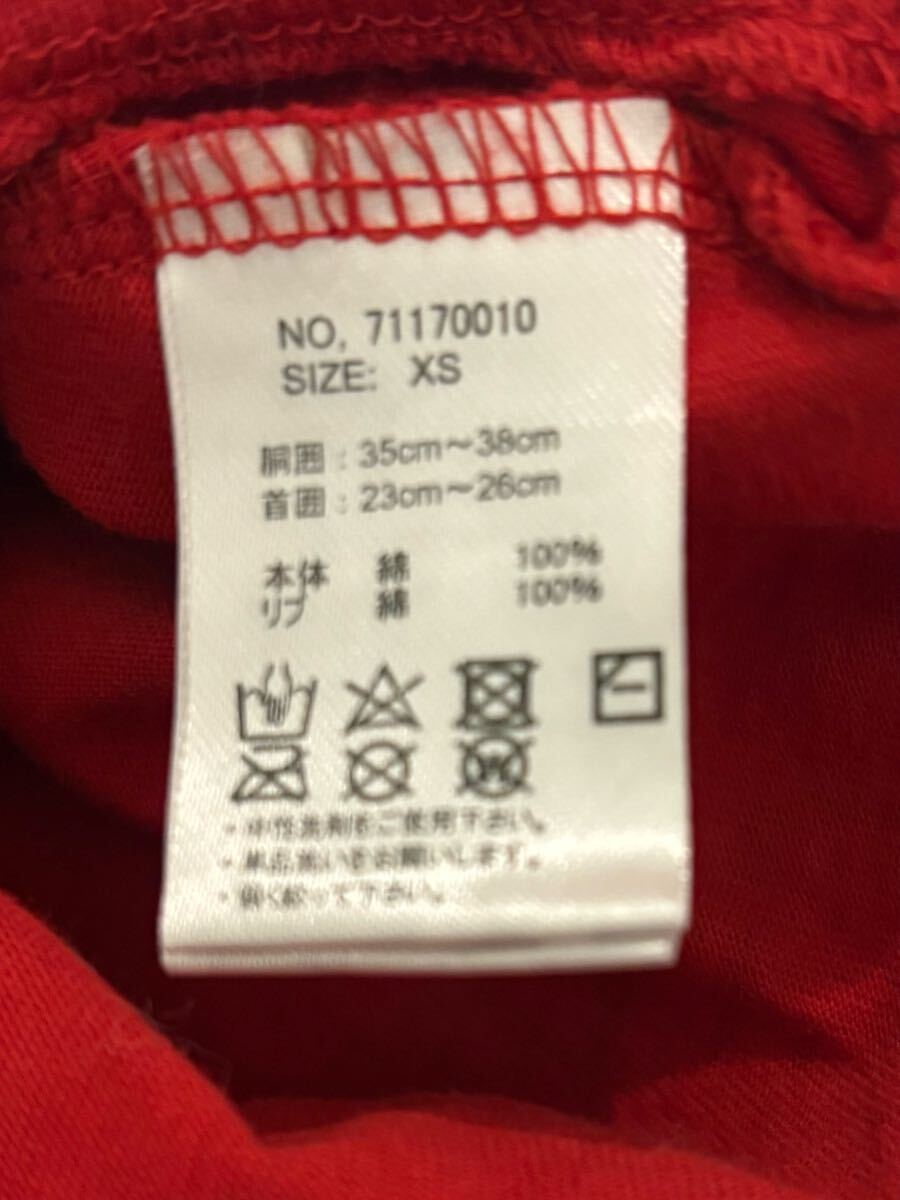 NO, 71170010
SIZE: XS
胴囲：35cm～38cm
首囲：23cm～26cm
本体 綿 100%
リブ 綿 100%
・中性洗剤をご使用下さい。
・単品洗いをお願いします。
・弱く絞って下さい。